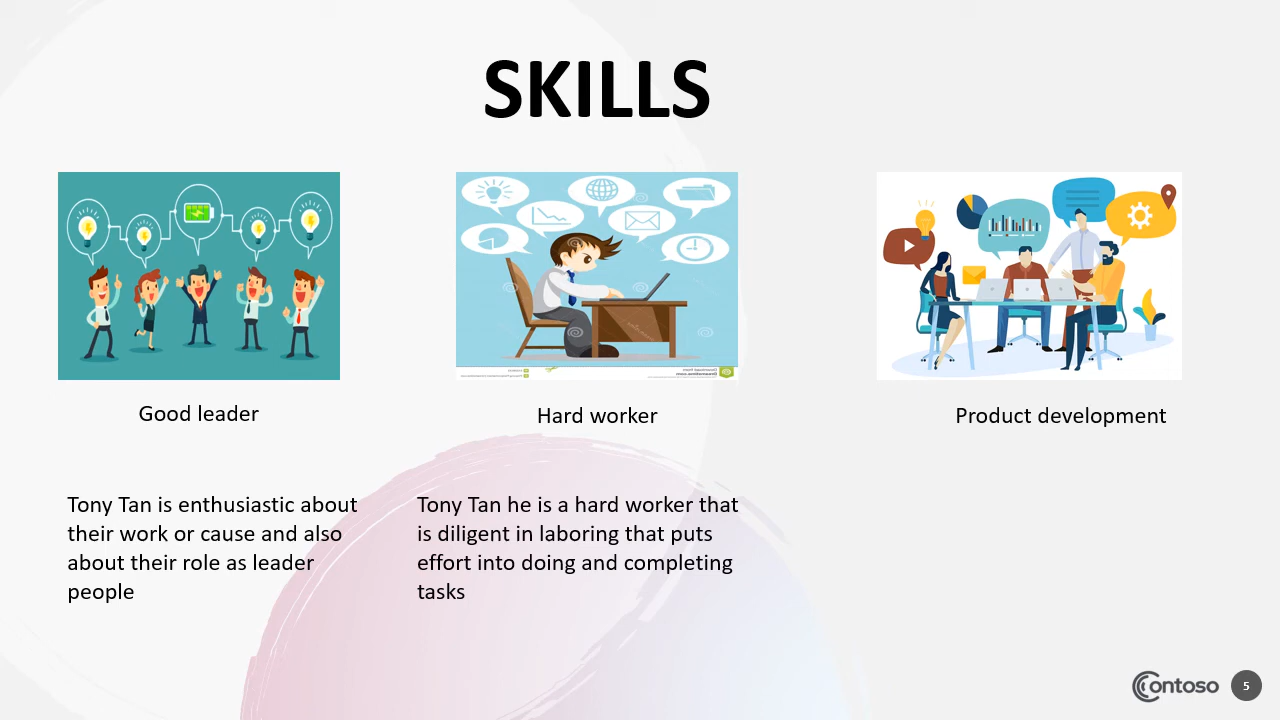 SKILLS
Good leader
Hard worker
Product development
Tony Tan is enthusiastic about
their work or cause and also
about their role as leader
people
Tony Tan he is a hard worker that
is diligent in laboring that puts
effort into doing and completing
tasks
Contoso
5